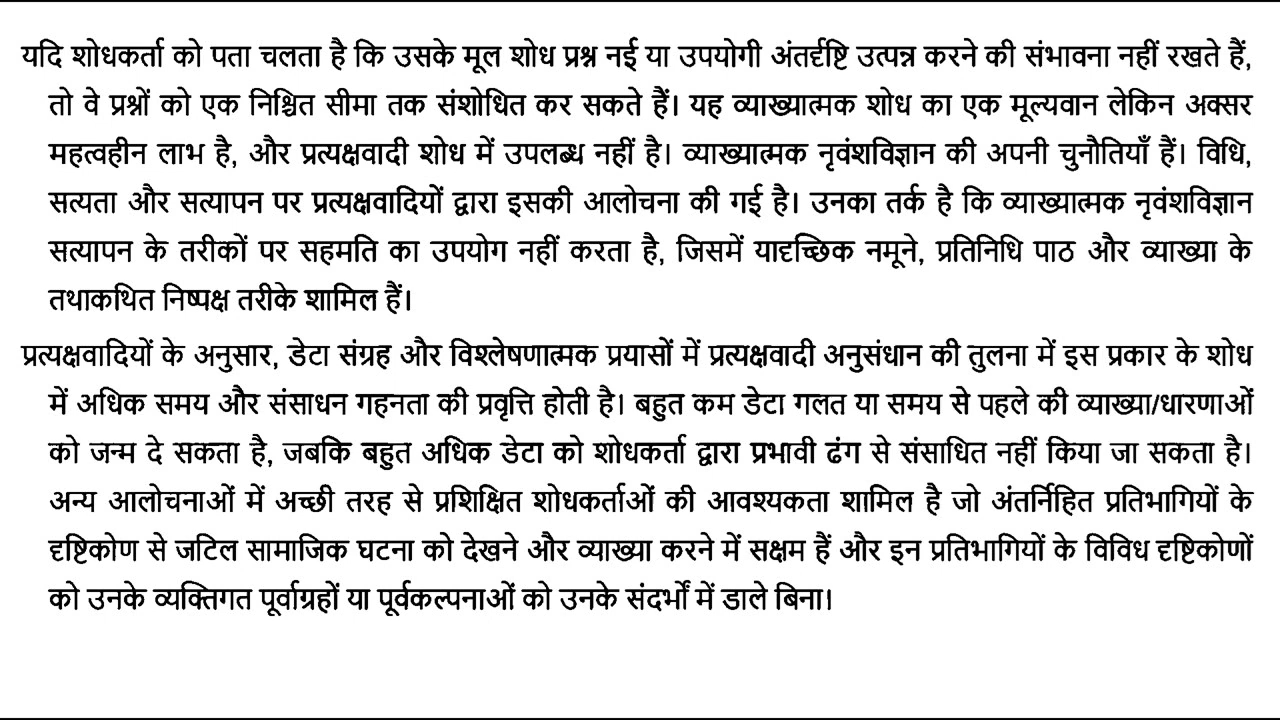 यदि शोधकर्ता को पता चलता है कि उसके मूल शोध प्रश्न नई या उपयोगी अंतर्दृष्टि उत्पन्न करने की संभावना नहीं रखते हैं,
तो वे प्रश्नों को एक निश्चित सीमा तक संशोधित कर सकते हैं। यह व्याख्यात्मक शोध का एक मूल्यवान लेकिन अक्सर
महत्वहीन लाभ है, और प्रत्यक्षवादी शोध में उपलब्ध नहीं है। व्याख्यात्मक नृवंशविज्ञान की अपनी चुनौतियाँ हैं। विधि,
सत्यता और सत्यापन पर प्रत्यक्षवादियों द्वारा इसकी आलोचना की गई है। उनका तर्क है कि व्याख्यात्मक नृवंशविज्ञान
सत्यापन के तरीकों पर सहमति का उपयोग नहीं करता है, जिसमें यादृच्छिक नमूने, प्रतिनिधि पाठ और व्याख्या के
तथाकथित निष्पक्ष तरीके शामिल हैं।
प्रत्यक्षवादियों के अनुसार, डेटा संग्रह और विश्लेषणात्मक प्रयासों में प्रत्यक्षवादी अनुसंधान की तुलना में इस प्रकार के शोध
में अधिक समय और संसाधन गहनता की प्रवृत्ति होती है। बहुत कम डेटा गलत या समय से पहले की व्याख्या/धारणाओं
को जन्म दे सकता है, जबकि बहुत अधिक डेटा को शोधकर्ता द्वारा प्रभावी ढंग से संसाधित नहीं किया जा सकता है।
अन्य आलोचनाओं में अच्छी तरह से प्रशिक्षित शोधकर्ताओं की आवश्यकता शामिल है जो अंतर्निहित प्रतिभागियों के
दृष्टिकोण से जटिल सामाजिक घटना को देखने और व्याख्या करने में सक्षम हैं और इन प्रतिभागियों के विविध दृष्टिकोणों
को उनके व्यक्तिगत पूर्वाग्रहों या पूर्वकल्पनाओं को उनके संदर्भों में डाले बिना।